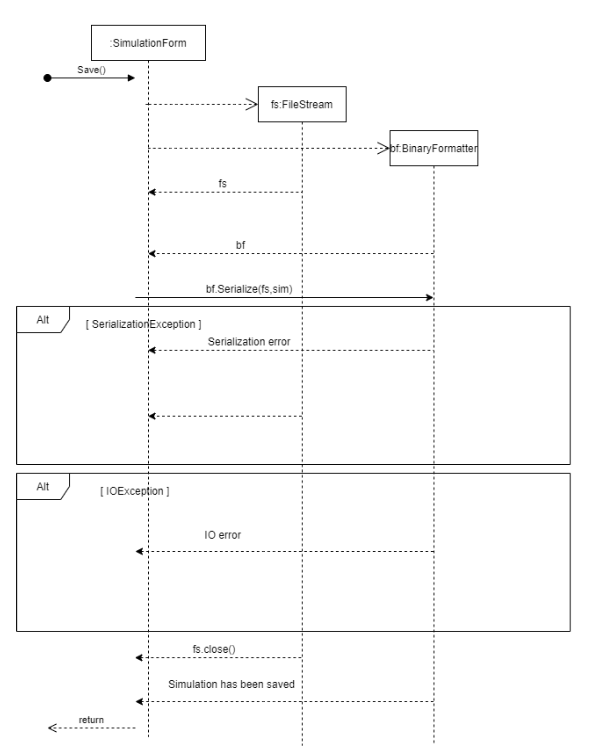 :SimulationForm
Save()
fs:FileStream
bf:BinaryFormatter
fs
bf
bf.Serialize(fs,sim)
Alt
[ SerializationException ]
Serialization error
Alt
[ IOException ]
IO error
fs.close()
Simulation has been saved
return